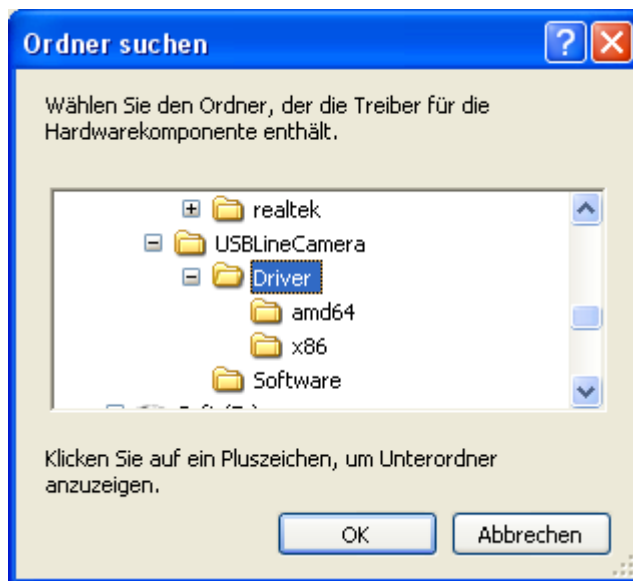 Ordner suchen
Wählen Sie den Ordner, der die Treiber für die
Hardwarekomponente enthält.
realtek
USBLineCamera
Driver
amd64
x86
Software
Klicken Sie auf ein Pluszeichen, um Unterordner
anzuzeigen.
OK
Abbrechen